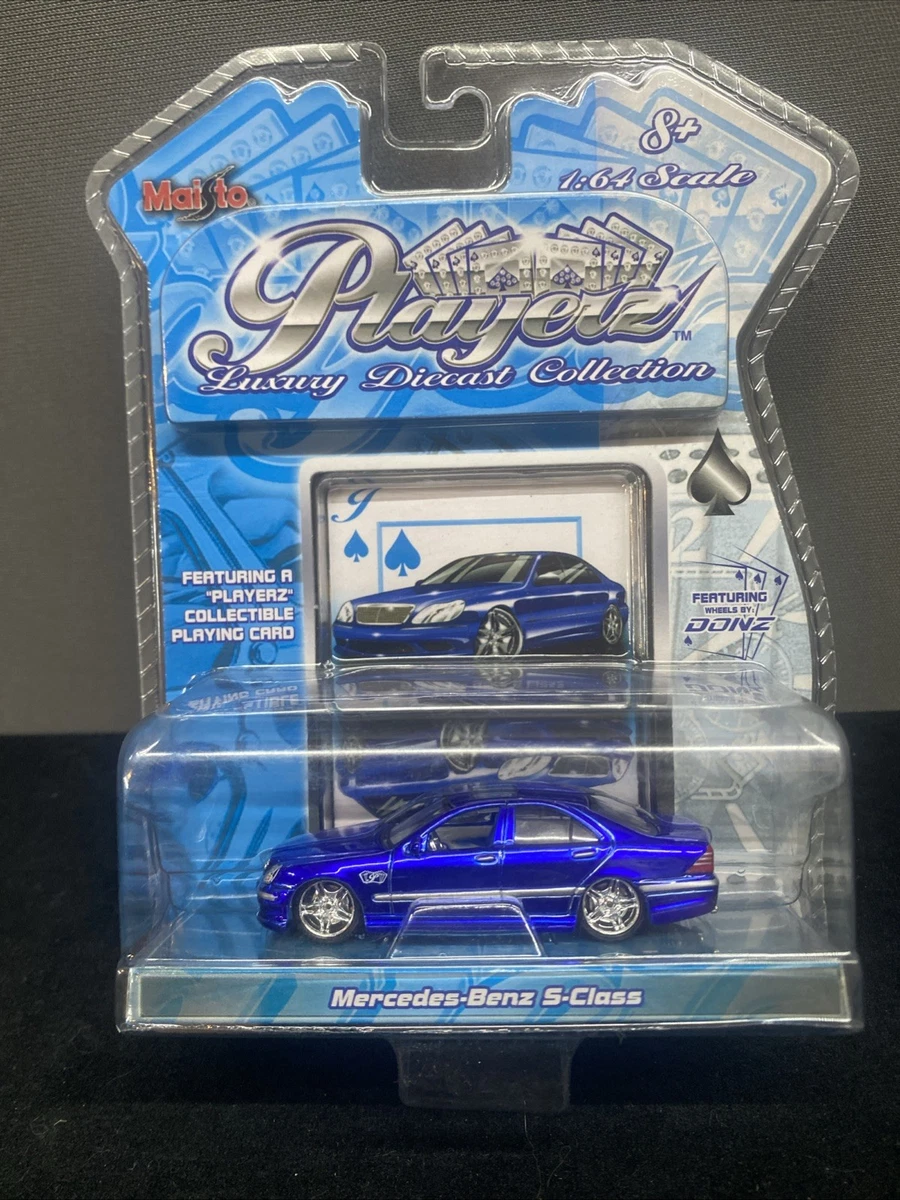 8+
1:64 Scale
Maisto
Playerz™
Luxury Diecast Collection
J
FEATURING A
"PLAYERZ"
COLLECTIBLE
PLAYING CARD
FEATURING
WHEELS BY:
DONZ
Mercedes-Benz S-Class